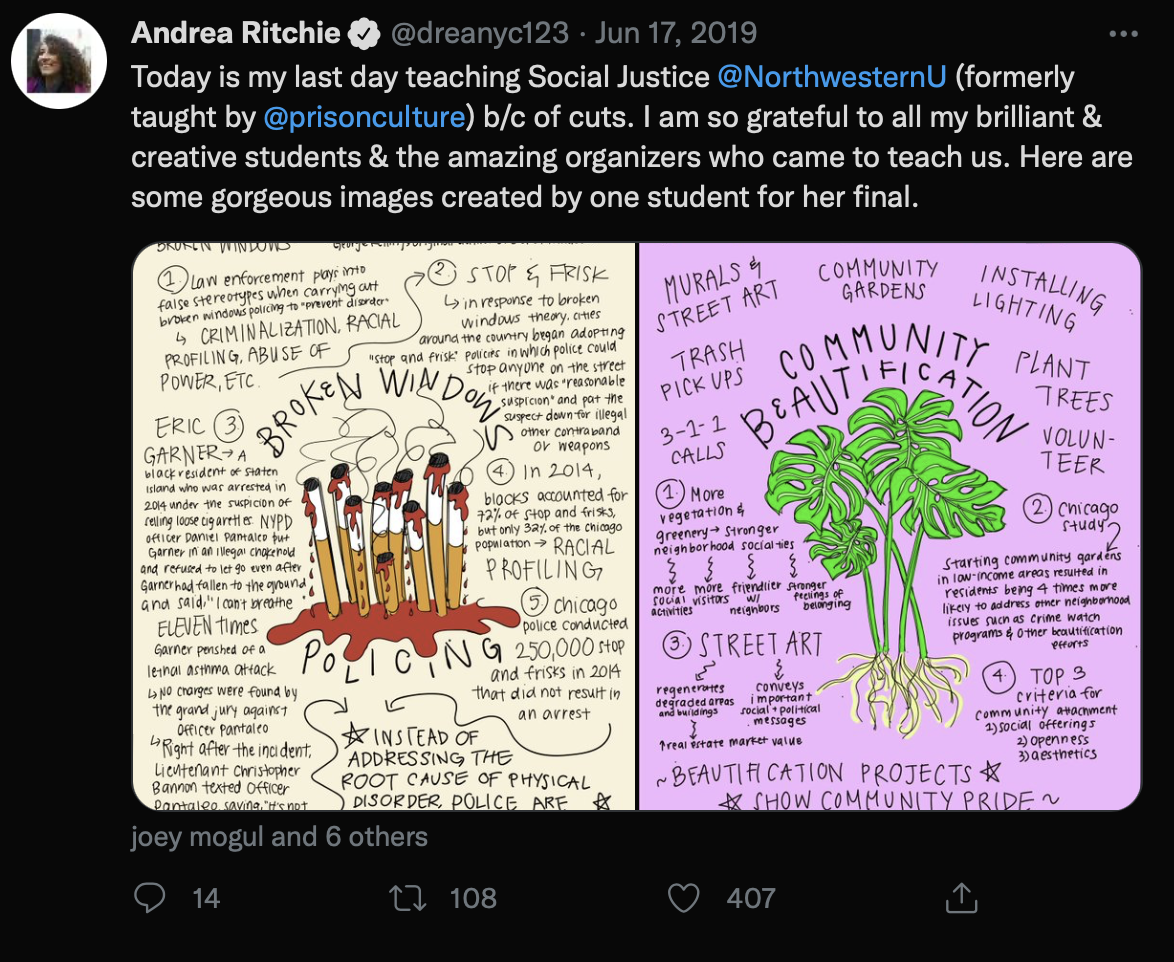 Andrea Ritchie @dreanyc123 · Jun 17, 2019
Today is my last day teaching Social Justice @NorthwesternU (formerly
taught by @prisonculture) b/c of cuts. I am so grateful to all my brilliant &
creative students & the amazing organizers who came to teach us. Here are
some gorgeous images created by one student for her final.
BROKEN WINDOWS
1. law enforcement plays into
false stereotypes when carrying out
broken windows policing to "prevent disorder"
↳ CRIMINALIZATION, RACIAL
PROFILING, ABUSE OF
POWER, ETC.
2. STOP & FRISK
↳ in response to broken
windows theory, cities
around the country began adopting
"stop and frisk" policies in which police could
stop anyone on the street
if there was "reasonable
suspicion" and pat the
suspect down for illegal
other contraband
or weapons
BROKEN WINDOWS
POLICING
ERIC 3
GARNER → A
black resident of Staten
Island who was arrested in
2014 under the suspicion of
selling loose cigarettes. NYPD
officer Daniel Pantaleo put
Garner in an illegal chokehold
and refused to let go even after
Garner had fallen to the ground
and said, "I can't breathe
ELEVEN times
Garner perished of a
lethal asthma attack
↳ No charges were found by
the grand jury against
Officer Pantaleo
↳ Right after the incident,
Lieutenant Christopher
Bannon texted Officer
Pantaleo saying, "It's not
4. In 2014,
blacks accounted for
72% of stop and frisks,
but only 32% of the chicago
population → RACIAL
PROFILING
5. chicago
police conducted
250,000 stop
and frisks in 2014
that did not result in
an arrest
☆ INSTEAD OF
ADDRESSING THE
ROOT CAUSE OF PHYSICAL
DISORDER, POLICE ARE ☆
MURALS &
STREET ART
COMMUNITY
GARDENS
INSTALLING
LIGHTING
TRASH
PICK UPS
COMMUNITY
BEAUTIFICATION
PLANT
TREES
3-1-1
CALLS
VOLUN-
TEER
1. More
vegetation &
greenery → stronger
neighborhood social ties
more social activities
more visitors
friendlier w/ neighbors
stronger feelings of belonging
2. Chicago
study
starting community gardens
in low-income areas resulted in
residents being 4 times more
likely to address other neighborhood
issues such as crime watch
programs & other beautification
efforts
3. STREET ART
regenerates
degraded areas
and buildings
↑ real estate market value
conveys
important
social + political
messages
4. TOP 3
criteria for
community attachment
1) social offerings
2) openness
3) aesthetics
~ BEAUTIFICATION PROJECTS ☆
☆ SHOW COMMUNITY PRIDE ~
joey mogul and 6 others
14
108
407